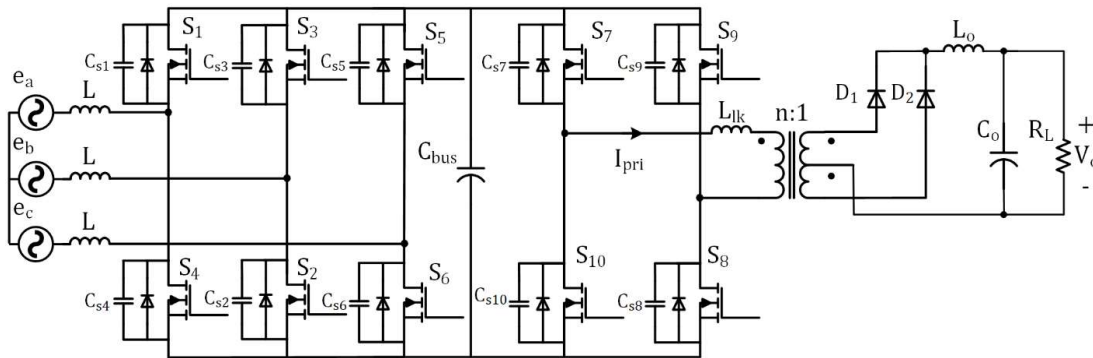 S1
S3
S5
S7
S9
Cs1
Cs3
Cs5
Cs7
Cs9
ea
L
eb
L
ec
L
Cbus
Ipri
Llk
n:1
D1
D2
Lo
Co
RL
+
Vo
-
S4
S2
S6
S10
S8
Cs4
Cs2
Cs6
Cs10
Cs8